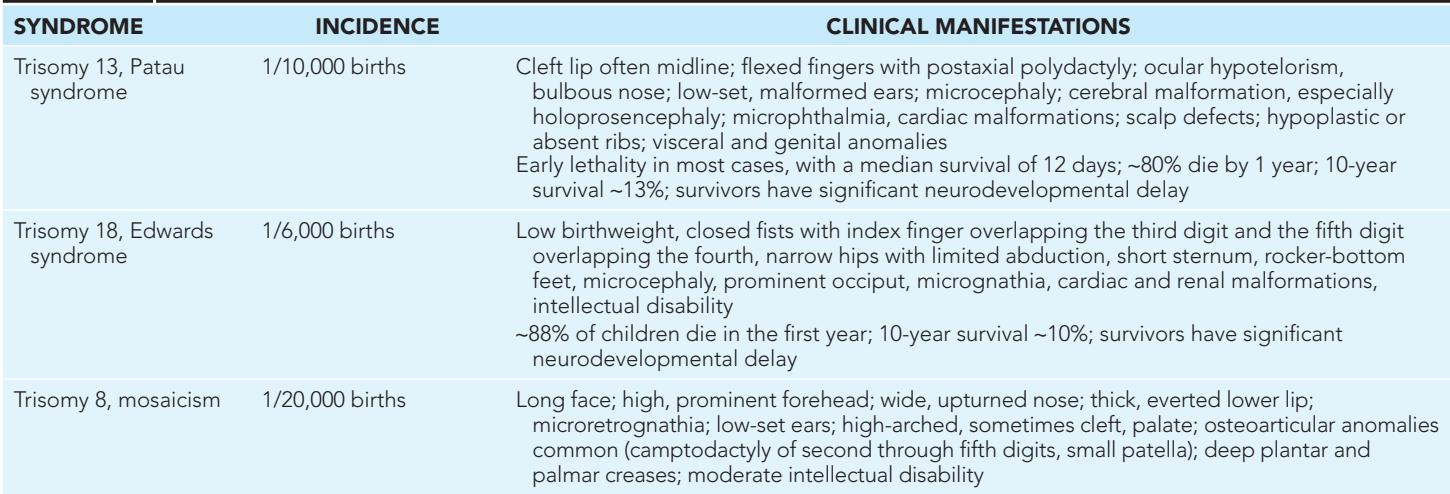 SYNDROME INCIDENCE CLINICAL MANIFESTATIONS
Trisomy 13, Patau syndrome
1/10,000 births
Cleft lip often midline; flexed fingers with postaxial polydactyly; ocular hypotelorism,
bulbous nose; low-set, malformed ears; microcephaly; cerebral malformation, especially
holoprosencephaly; microphthalmia, cardiac malformations; scalp defects; hypoplastic or
absent ribs; visceral and genital anomalies
Early lethality in most cases, with a median survival of 12 days; ~80% die by 1 year; 10-year
survival ~13%; survivors have significant neurodevelopmental delay
Trisomy 18, Edwards
syndrome
1/6,000 births
Low birthweight, closed fists with index finger overlapping the third digit and the fifth digit
overlapping the fourth, narrow hips with limited abduction, short sternum, rocker-bottom
feet, microcephaly, prominent occiput, micrognathia, cardiac and renal malformations,
intellectual disability
~88% of children die in the first year; 10-year survival ~10%; survivors have significant
neurodevelopmental delay
Trisomy 8, mosaicism
1/20,000 births
Long face; high, prominent forehead; wide, upturned nose; thick, everted lower lip;
microretrognathia; low-set ears; high-arched, sometimes cleft, palate; osteoarticular anomalies
common (camptodactyly of second through fifth digits, small patella); deep plantar and
palmar creases; moderate intellectual disability